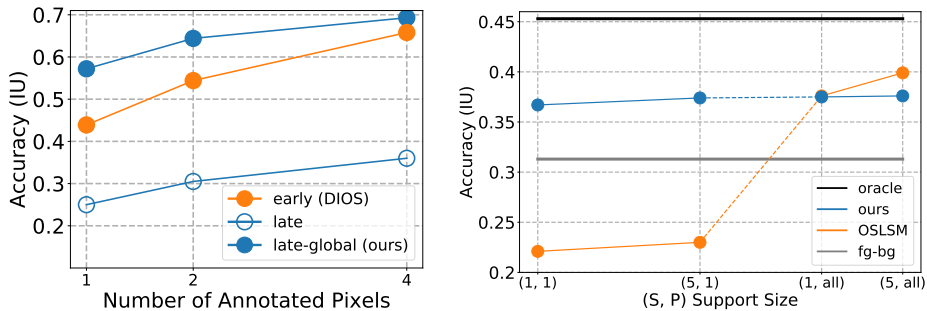 Accuracy (IU)
0.7
0.6
0.5
0.4
0.3
0.2
early (DIOS)
late
late-global (ours)
1
2
4
Number of Annotated Pixels
Accuracy (IU)
0.45
0.4
0.35
0.3
0.25
0.2
oracle
ours
OSLSM
fg-bg
(1, 1)
(5, 1)
(1, all)
(5, all)
(S, P) Support Size